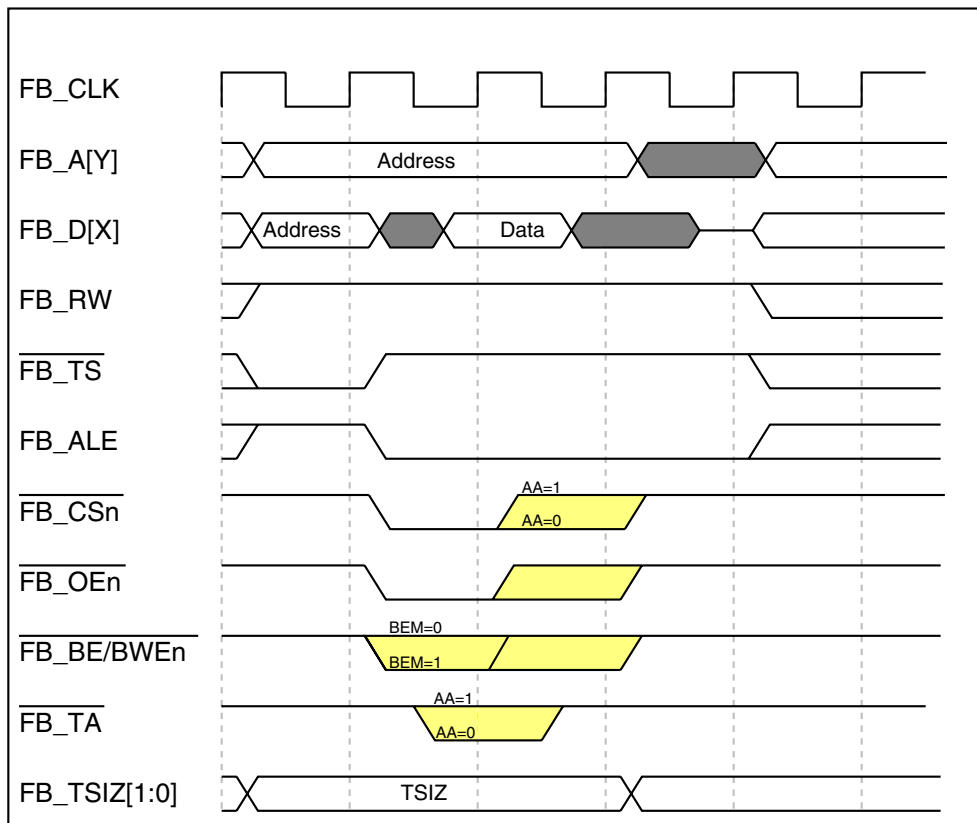 FB_CLK
FB_A[Y]
Address
FB_D[X]
Address
Data
FB_RW
FB_TS
FB_ALE
FB_CSn
AA=1
AA=0
FB_OEn
FB_BE/BWEn
BEM=0
BEM=1
FB_TA
AA=1
AA=0
FB_TSIZ[1:0]
TSIZ